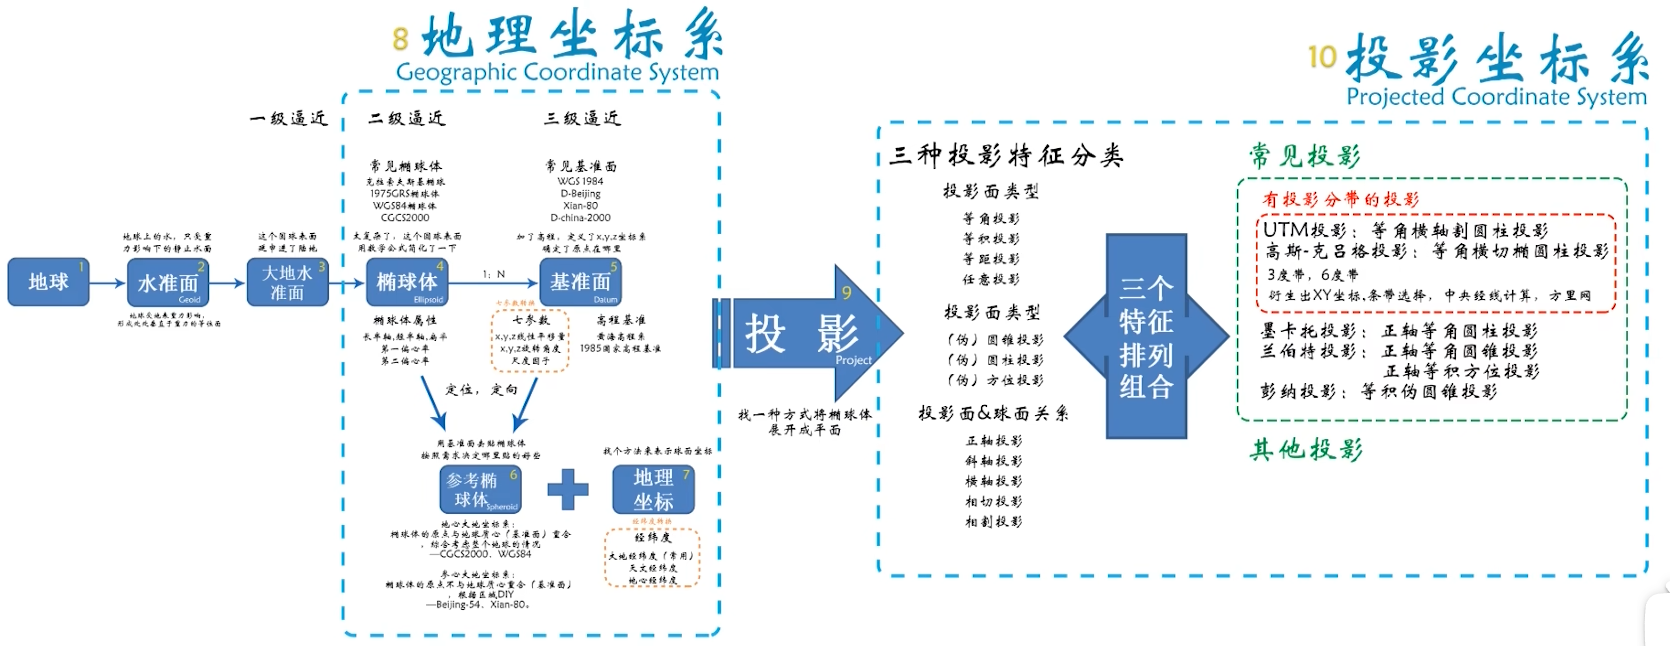 8 地理坐标系
Geographic Coordinate System
一级逼近
二级逼近
三级逼近
常见椭球体
克拉索夫斯基椭球
1975GRS椭球体
WGS84椭球体
CGCS2000
常见基准面
WGS 1984
D-Beijing
Xian-80
D-china-2000
地球上的水，只受重
力影响下的静止水面
这个围球表面
延申进了陆地
太复杂了，这个围球表面
用数学公式简化了一下
加了高程，定义了x,y,z坐标系
确定了原点在哪里
地球 1
水准面 2
Geoid
大地水
准面 3
椭球体 4
Ellipsoid
1：N
基准面 5
Datum
地球各地表重力影响，
形成处处垂直于重力的等位面
椭球体属性
长半轴,短半轴,扁平
第一偏心率
第二偏心率
七参数转换
七参数
x,y,z线性平移量
x,y,z旋转角度
尺度因子
高程基准
黄海高程系
1985国家高程基准
定位，定向
用基准面去贴椭球体
按照需求决定哪里贴的好些
参考椭
球体 6
Spheroid
找个方法来表示球面坐标
地理
坐标 7
地心大地坐标系：
椭球体的原点与地球质心（基准面）重合
，综合考虑整个地球的情况
—CGCS2000．WGS84
参心大地坐标系：
椭球体的原点不与地球质心重合（基准面）
，根据区域DIY
—Beijing-54．Xian-80。
经纬度转换
经纬度
大地经纬度（常用）
天文经纬度
地心经纬度
9
投 影
Project
找一种方式将椭球体
展开成平面
10 投影坐标系
Projected Coordinate System
三种投影特征分类
投影面类型
等角投影
等积投影
等距投影
任意投影
投影面类型
（伪）圆锥投影
（伪）圆柱投影
（伪）方位投影
投影面&球面关系
正轴投影
斜轴投影
横轴投影
相切投影
相割投影
三个
特征
排列
组合
常见投影
有投影分带的投影
UTM投影：等角横轴割圆柱投影
高斯-克吕格投影：等角横切椭圆柱投影
3度带，6度带
衍生出XY坐标,条带选择，中央经线计算，方里网
墨卡托投影：正轴等角圆柱投影
兰伯特投影：正轴等角圆锥投影
正轴等积方位投影
彭纳投影：等积伪圆锥投影
其他投影